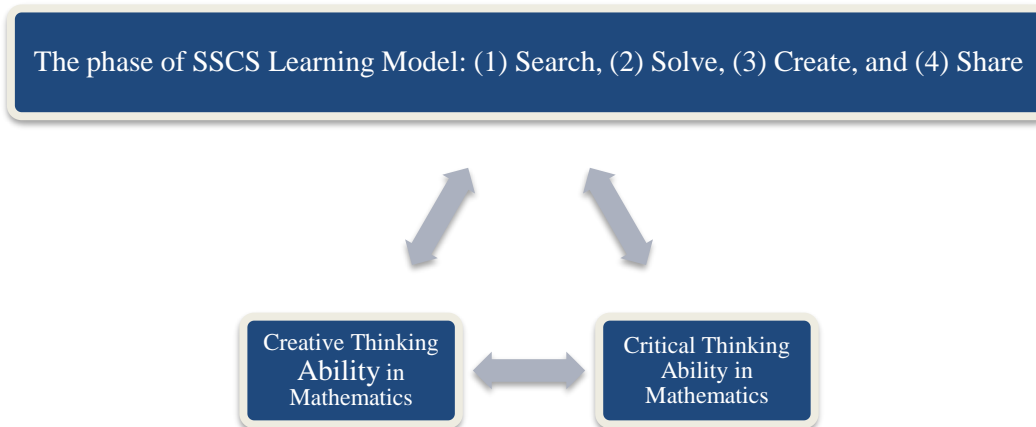 The phase of SSCS Learning Model: (1) Search, (2) Solve, (3) Create, and (4) Share
Creative Thinking
Ability in
Mathematics
Critical Thinking
Ability in
Mathematics